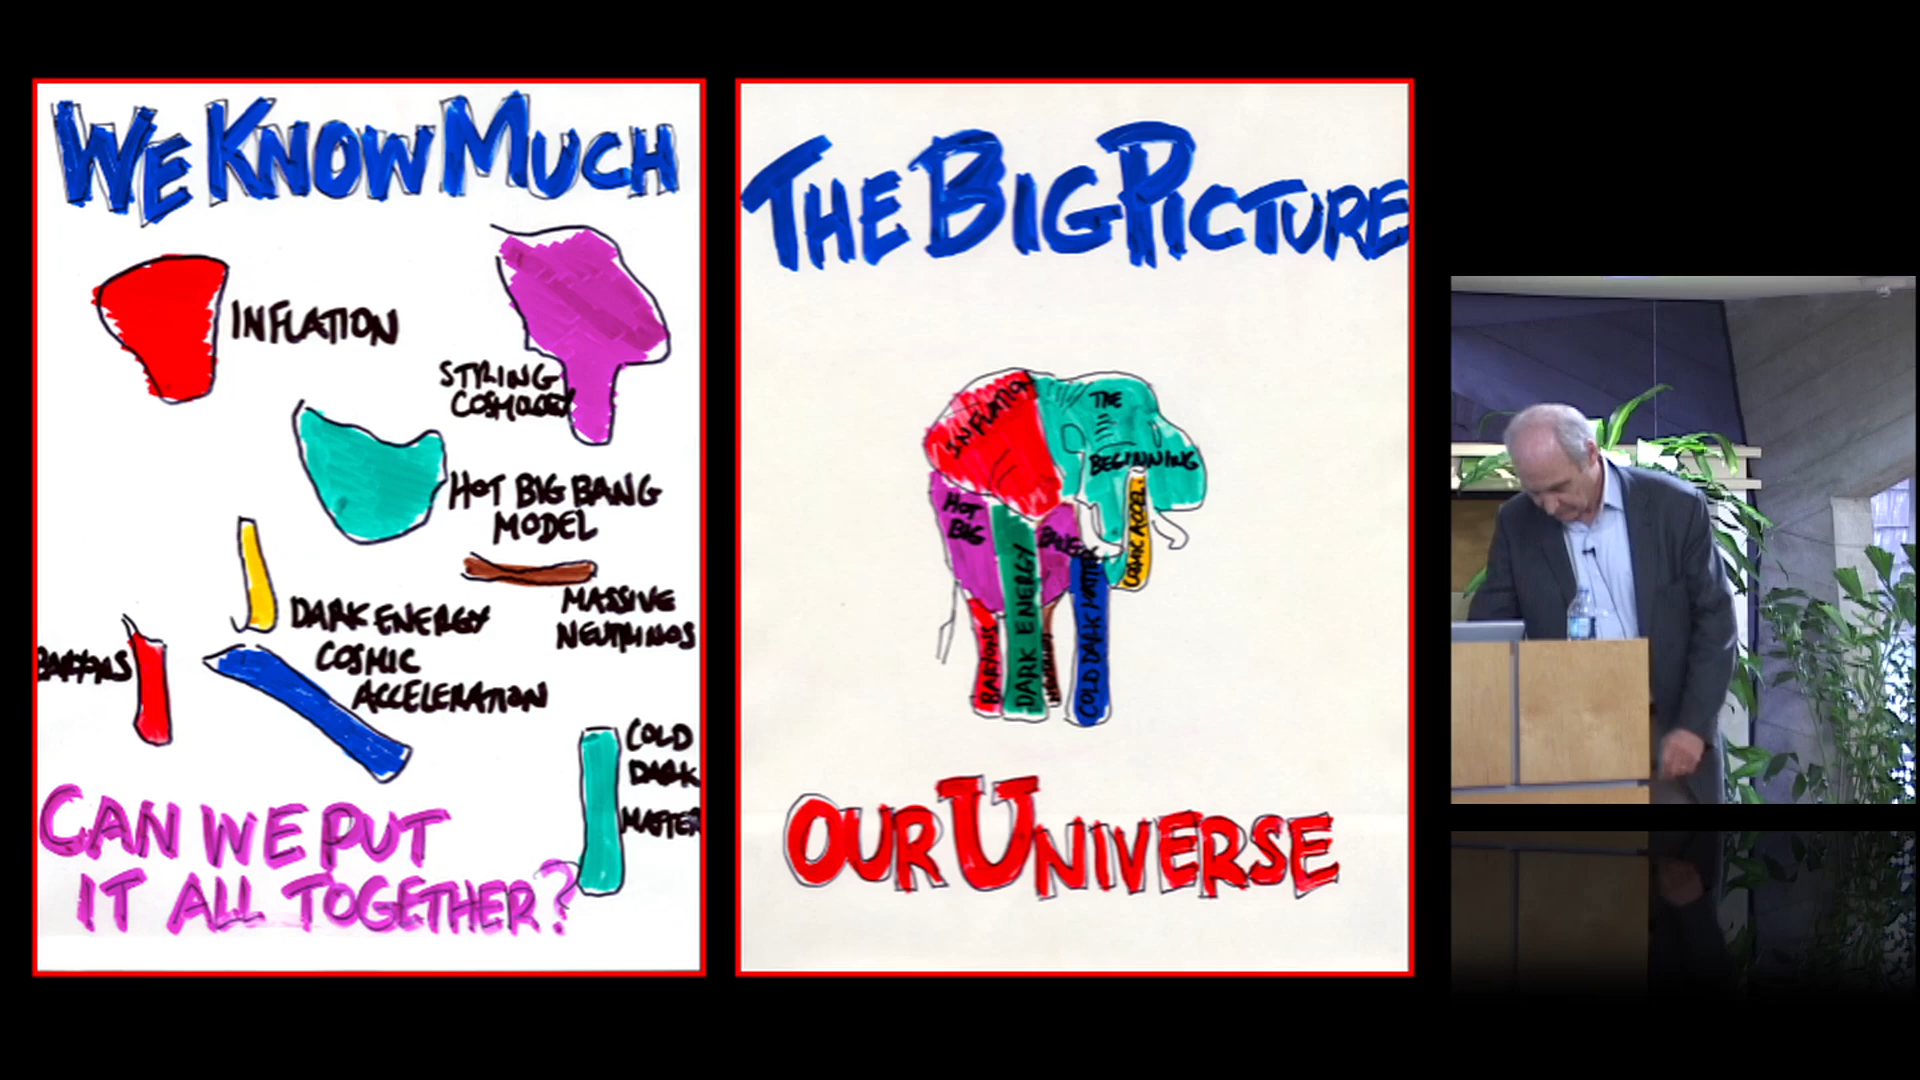 WE KNOW MUCH
INFLATION
STRING
COSMOLOGY
HOT BIG BANG
MODEL
DARK ENERGY
COSMIC
ACCELERATION
MASSIVE
NEUTRINOS
BARYONS
COLD
DARK
MATTER
CAN WE PUT
IT ALL TOGETHER?
THE BIG PICTURE
INFLATION
THE
BEGINNING
HOT
BIG
BANG
COSMIC ACCEL.
BARYONS
DARK ENERGY
NEUTRINOS
COLD DARK MATTER
OUR UNIVERSE